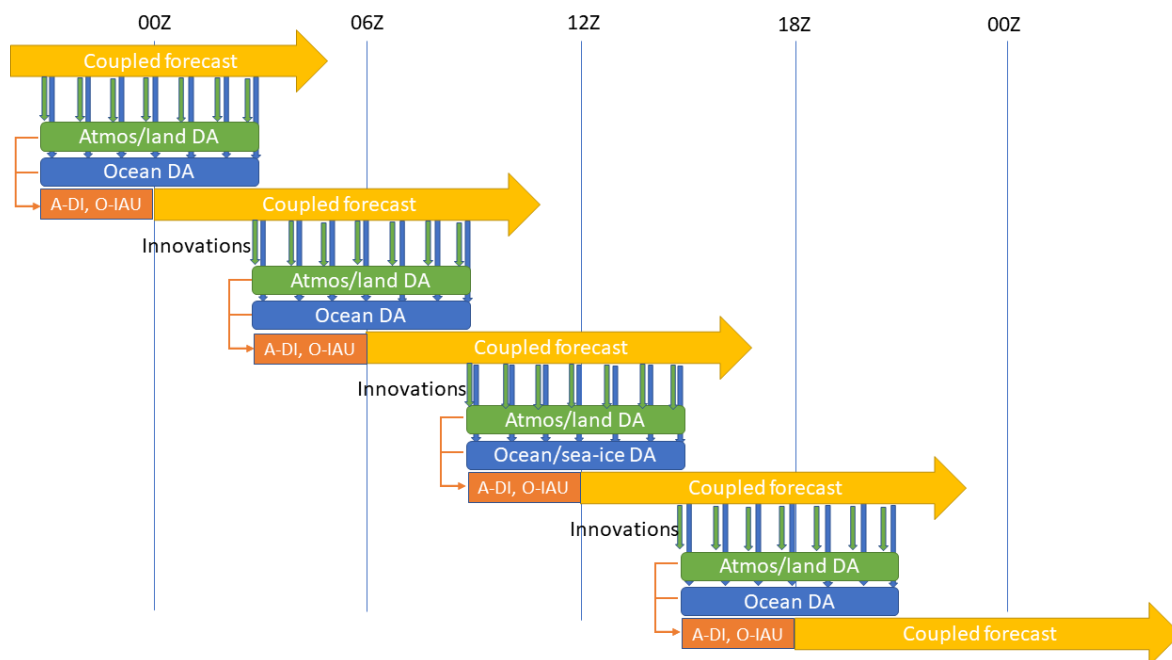 00Z 06Z 12Z 18Z 00Z
Coupled forecast
Atmos/land DA
Ocean DA
A-DI, O-IAU Coupled forecast
Innovations
Atmos/land DA
Ocean DA
A-DI, O-IAU Coupled forecast
Innovations
Atmos/land DA
Ocean/sea-ice DA
A-DI, O-IAU Coupled forecast
Innovations
Atmos/land DA
Ocean DA
A-DI, O-IAU Coupled forecast